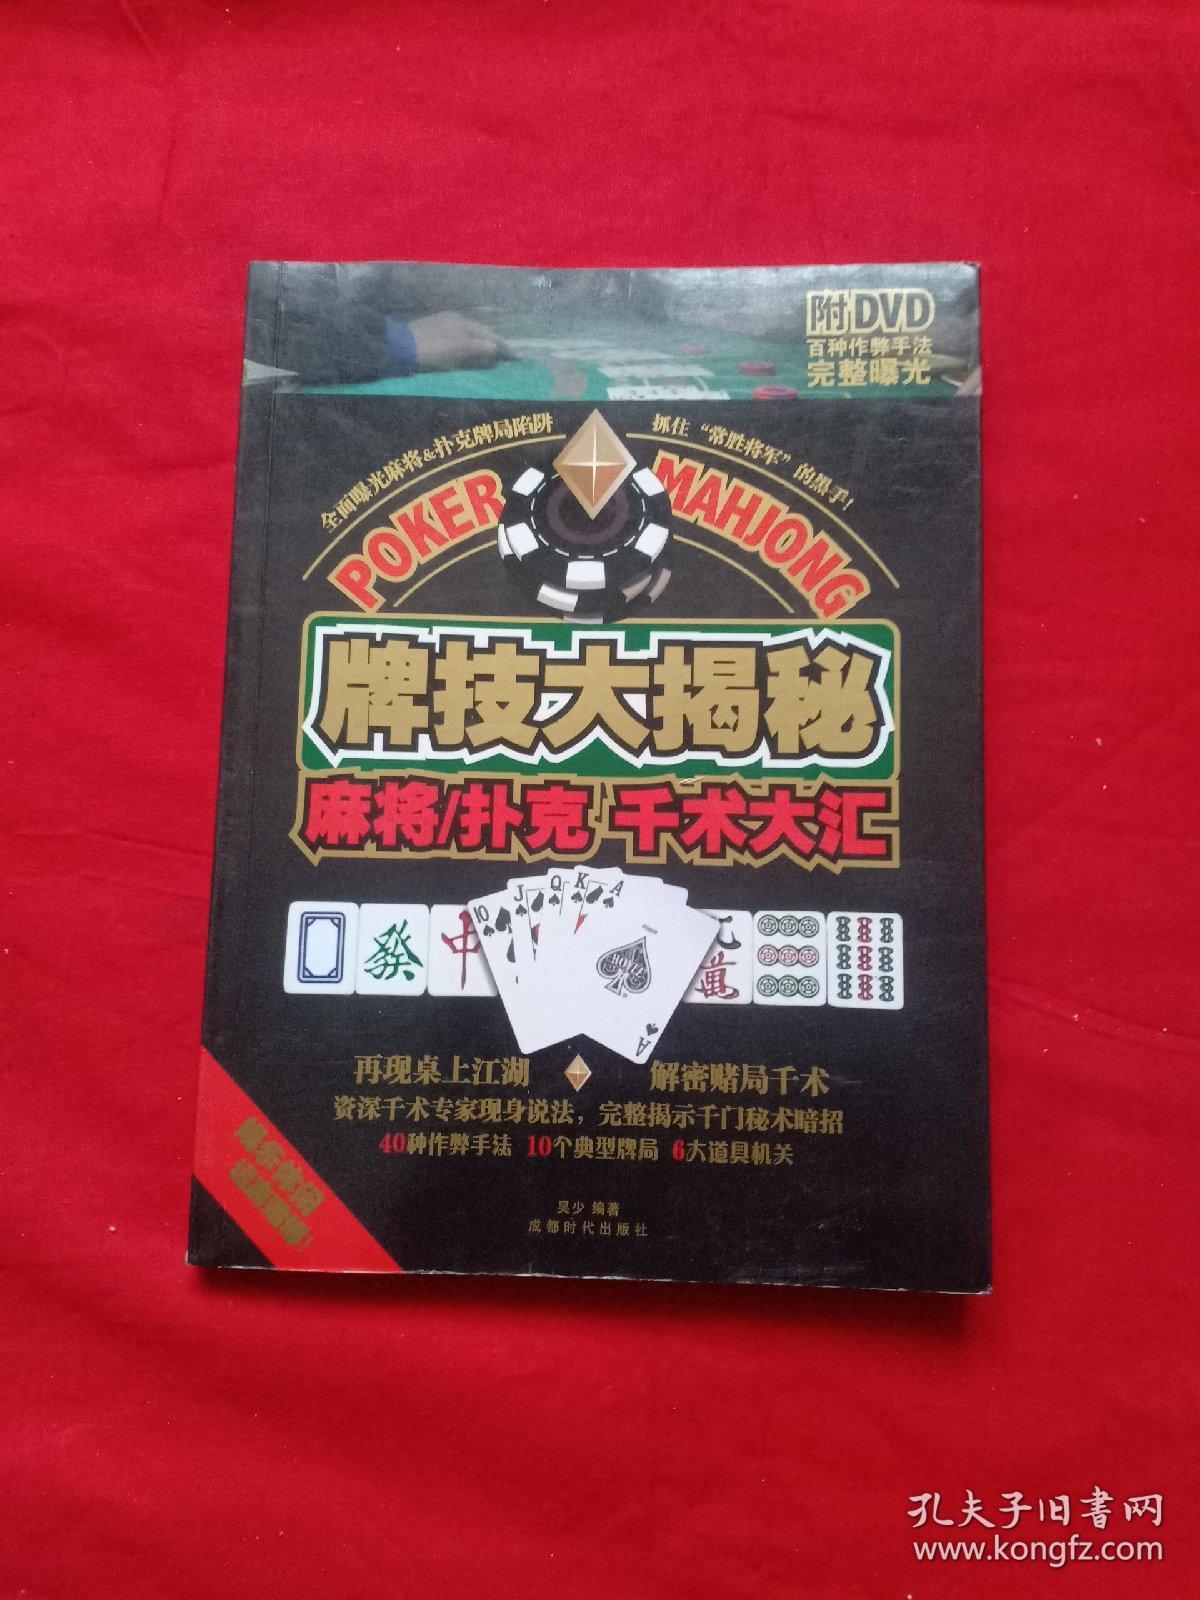 附DVD
百种作弊手法
完整曝光
全面曝光麻将&扑克牌局陷阱
抓住“常胜将军”的黑手!
POKER
MAHJONG
牌技大揭秘
麻将/扑克 千术大汇
發
中
萬
10
J
Q
K
A
A
再现桌上江湖
解密赌局千术
资深千术专家现身说法，完整揭示千门秘术暗招
40种作弊手法 10个典型牌局 6大道具机关
吴少 编著
成都时代出版社
孔夫子旧书网
www.kongfz.com